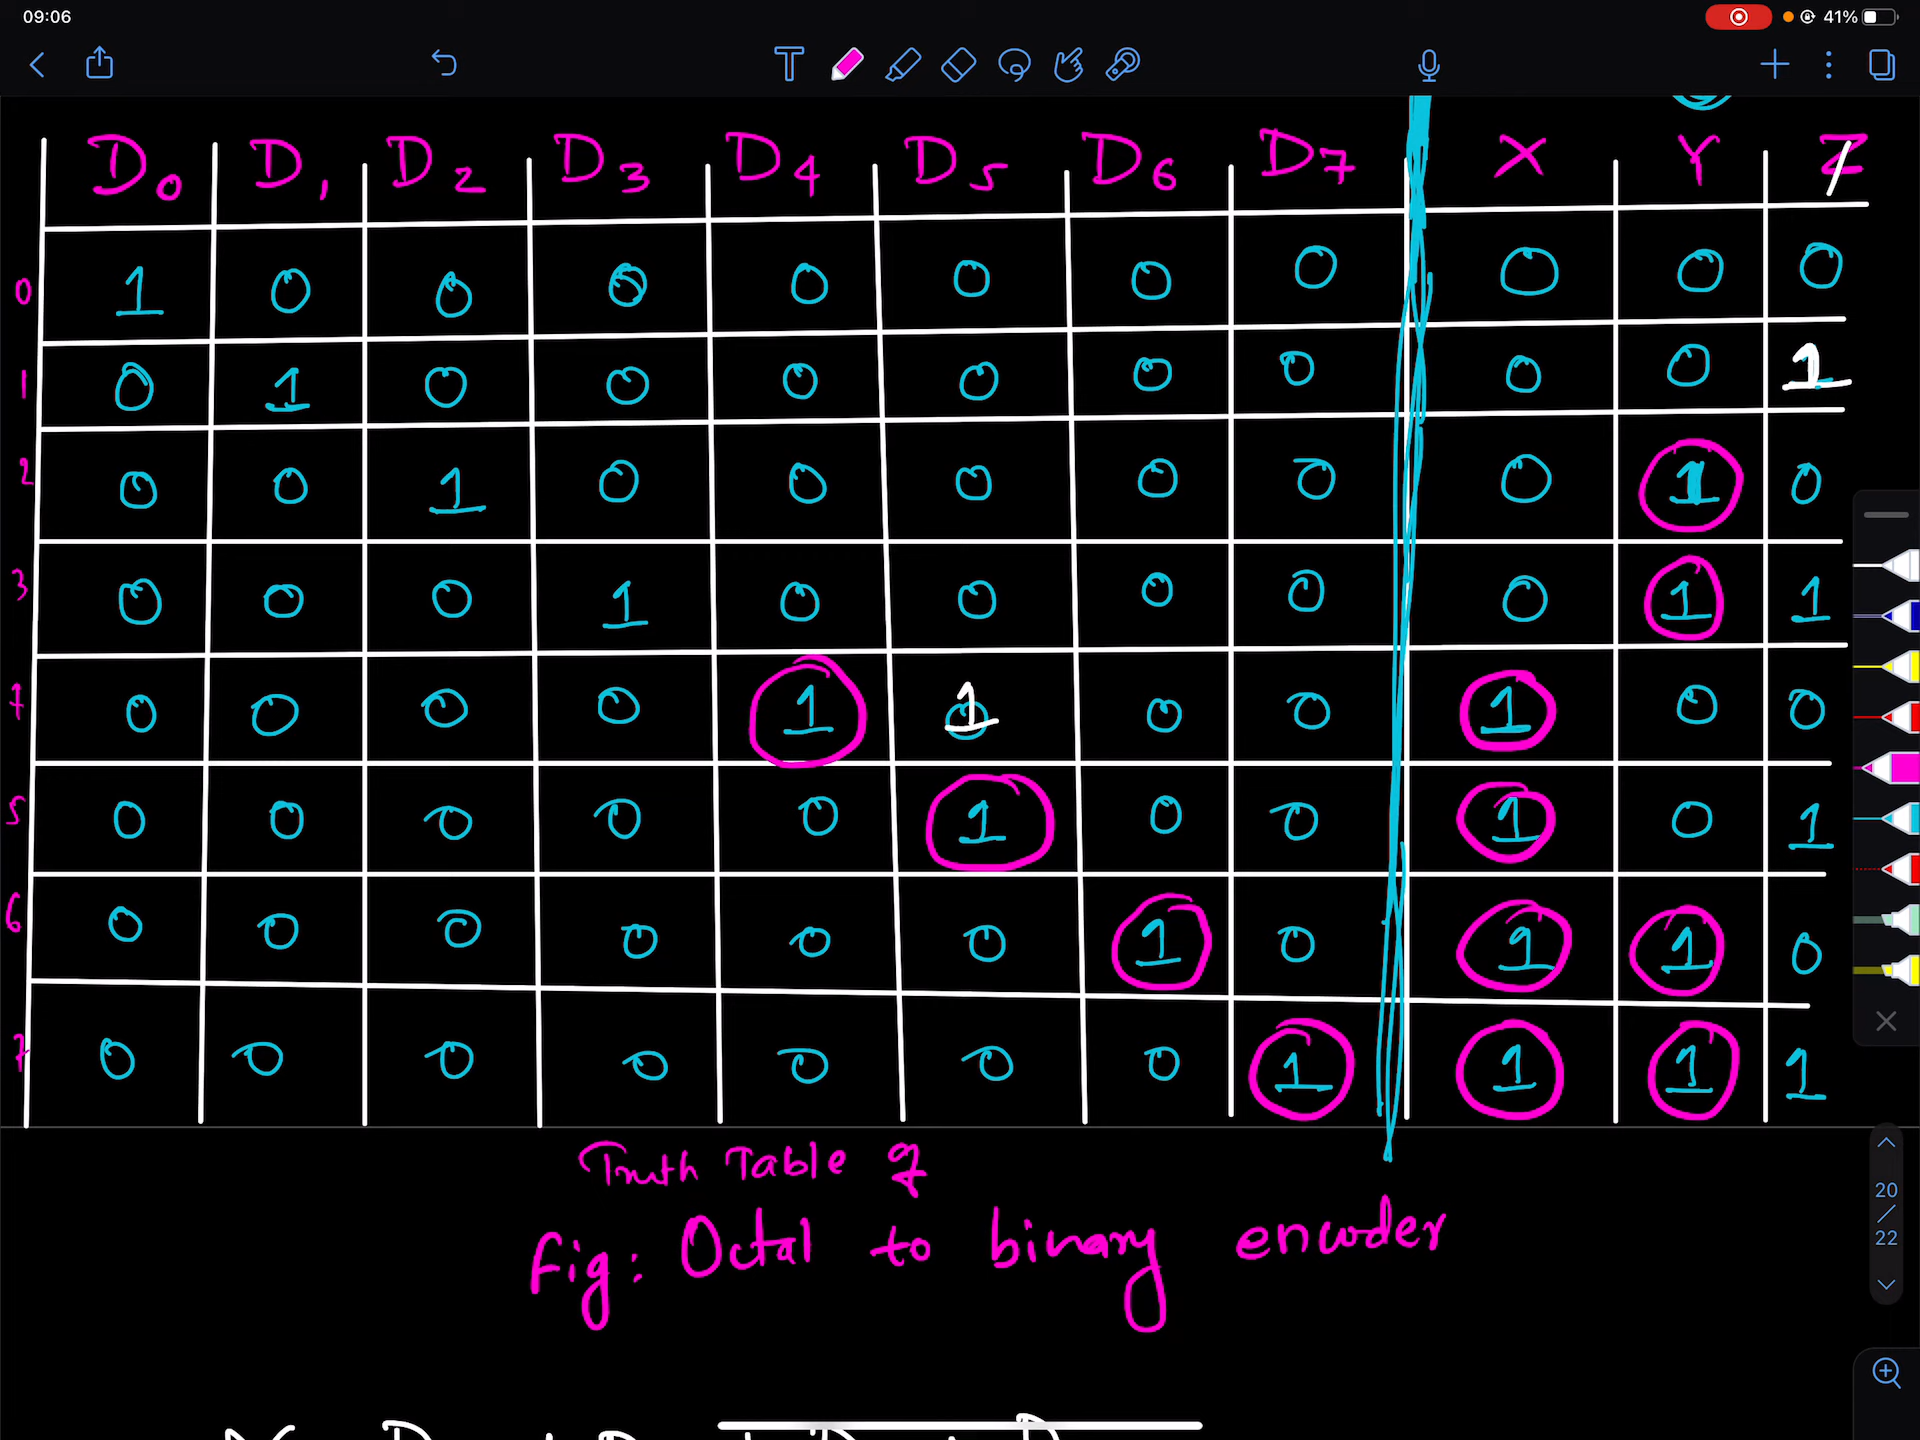 09:06
41%
D0 D1 D2 D3 D4 D5 D6 D7 X Y Z
0 1 0 0 0 0 0 0 0 0 0 0
1 0 1 0 0 0 0 0 0 0 0 1
2 0 0 1 0 0 0 0 0 0 1 0
3 0 0 0 1 0 0 0 0 0 1 1
0 0 0 0 1 1 0 0 1 0 0
5 0 0 0 0 0 1 0 0 1 0 1
6 0 0 0 0 0 0 1 0 1 1 0
7 0 0 0 0 0 0 0 1 1 1 1
Truth Table of
Fig: Octal to binary encoder
20
/
22